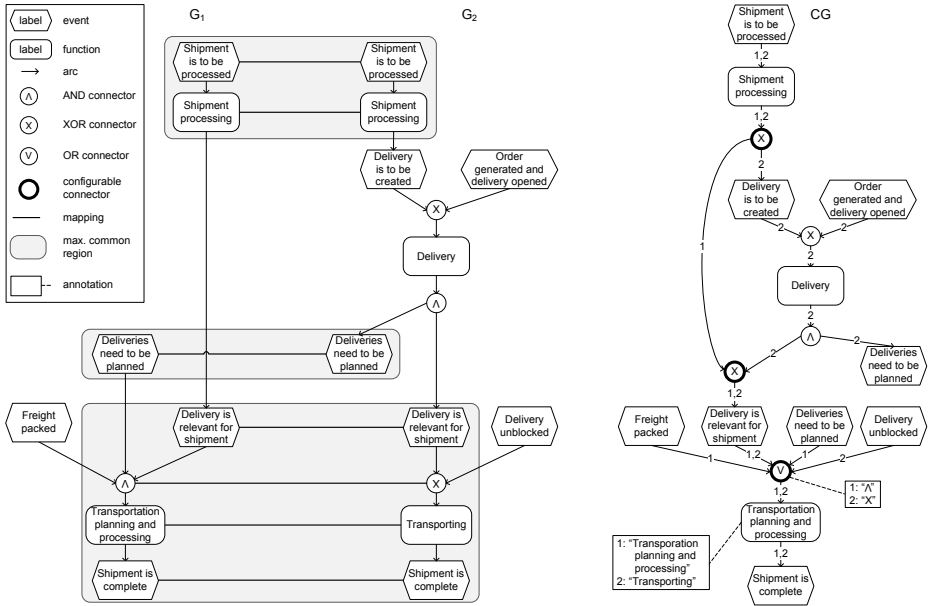 label
event
label
function
arc
Λ
AND connector
X
XOR connector
V
OR connector
configurable
connector
mapping
max. common
region
annotation
G1
G2
Shipment
is to be
processed
Shipment
is to be
processed
Shipment
processing
Shipment
processing
Delivery
is to be
created
Order
generated and
delivery opened
X
Delivery
Λ
Deliveries
need to be
planned
Deliveries
need to be
planned
Freight
packed
Delivery is
relevant for
shipment
Delivery is
relevant for
shipment
Delivery
unblocked
Λ
X
Transportation
planning and
processing
Transporting
Shipment is
complete
Shipment is
complete
CG
Shipment
is to be
processed
1,2
Shipment
processing
1,2
X
2
Delivery
is to be
created
Order
generated and
delivery opened
2
X
2
2
1
Delivery
2
Λ
2
2
Deliveries
need to be
planned
X
1,2
Freight
packed
Delivery is
relevant for
shipment
Deliveries
need to be
planned
Delivery
unblocked
1
1,2
1
2
V
1,2
1: “Λ”
2: “X”
Transportation
planning and
processing
1: “Transporation
planning and
processing”
2: “Transporting”
1,2
Shipment is
complete